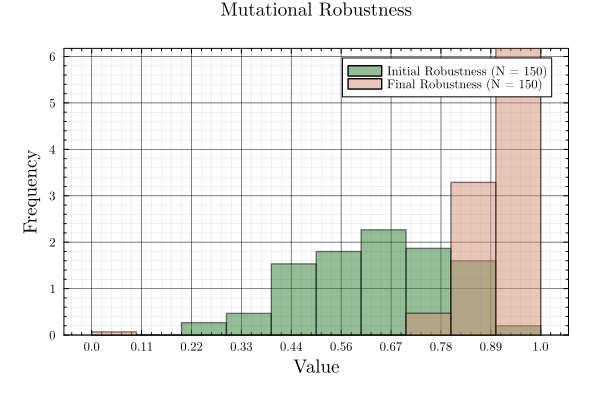 Mutational Robustness
Initial Robustness (N = 150)
Final Robustness (N = 150)
Frequency
6
5
4
3
2
1
0
0.0 0.11 0.22 0.33 0.44 0.56 0.67 0.78 0.89 1.0
Value